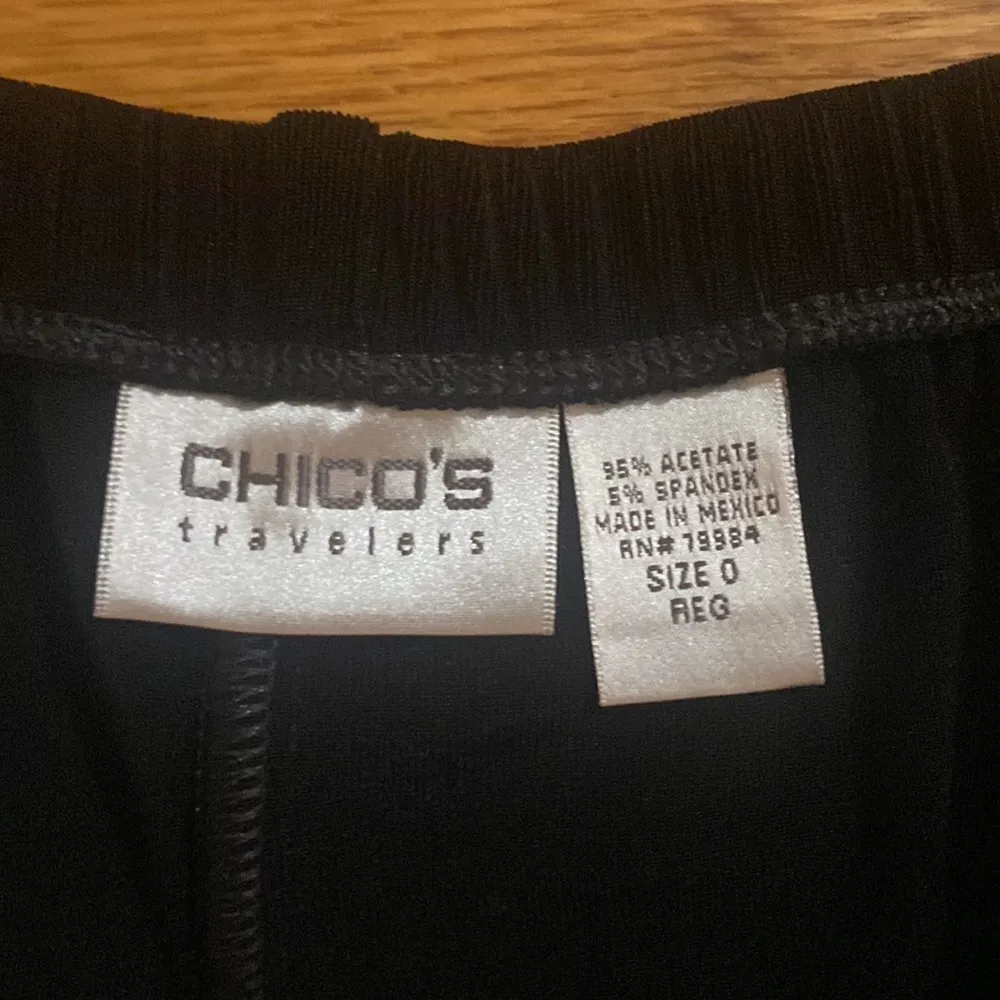 CHICO'S
travelers
95% ACETATE
5% SPANDEX
MADE IN MEXICO
RN# 79984
SIZE 0
REG